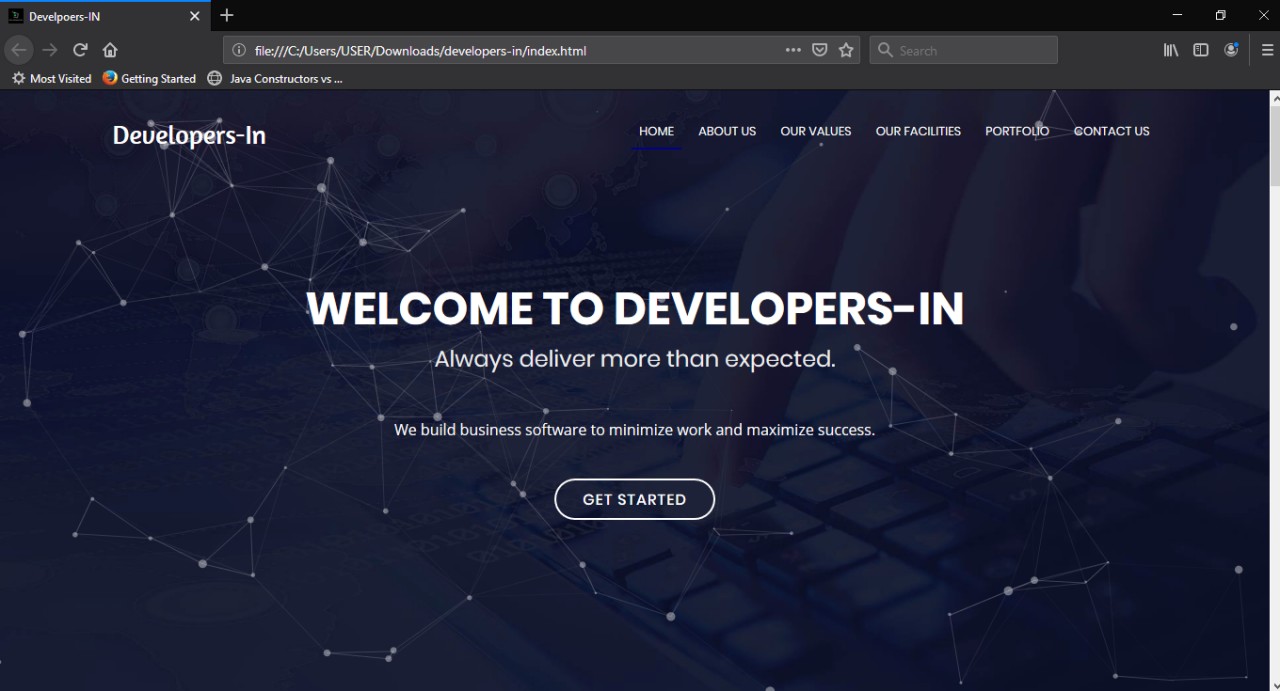 Develpoers-IN
file:///C:/Users/USER/Downloads/developers-in/index.html
Search
Most Visited
Getting Started
Java Constructors vs ...
Developers-In
HOME
ABOUT US
OUR VALUES
OUR FACILITIES
PORTFOLIO
CONTACT US
WELCOME TO DEVELOPERS-IN
Always deliver more than expected.
We build business software to minimize work and maximize success.
GET STARTED